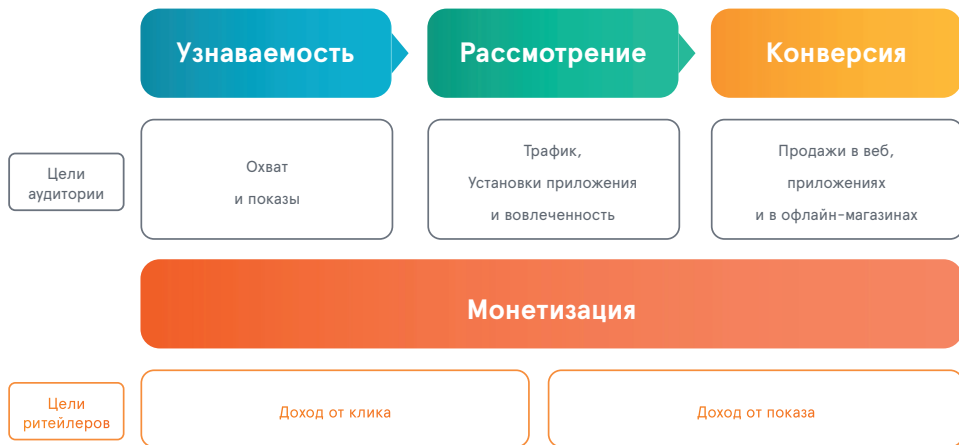 Узнаваемость
Рассмотрение
Конверсия
Цели
аудитории
Охват
и показы
Трафик,
Установки приложения
и вовлеченность
Продажи в веб,
приложениях
и в офлайн-магазинах
Монетизация
Цели
ритейлеров
Доход от клика
Доход от показа